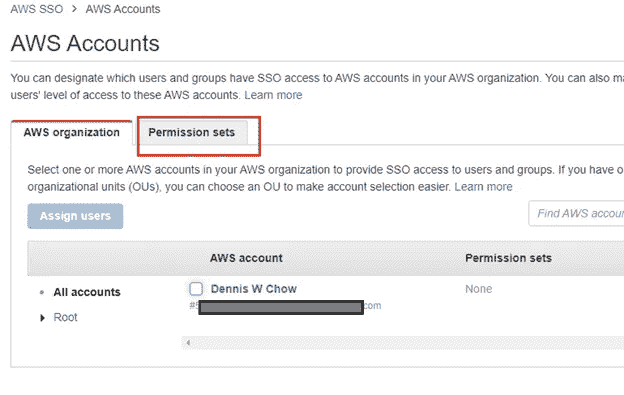 AWS SSO > AWS Accounts
AWS Accounts
You can designate which users and groups have SSO access to AWS accounts in your AWS organization. You can also ma
users' level of access to these AWS accounts. Learn more
AWS organization Permission sets
Select one or more AWS accounts in your AWS organization to provide SSO access to users and groups. If you have o
organizational units (OUs), you can choose an OU to make account selection easier. Learn more
Assign users Find AWS accour
AWS account Permission sets
All accounts Dennis W Chow None
Root #
com